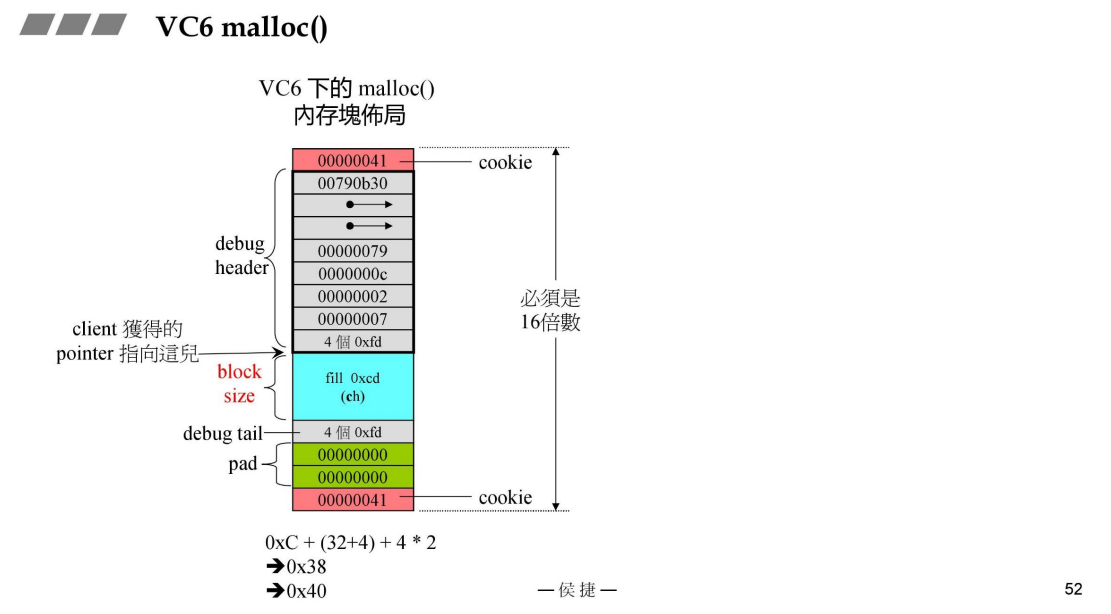 VC6 malloc()
VC6 下的 malloc()
內存塊佈局
00000041
cookie
00790b30
debug
header
00000079
0000000c
00000002
00000007
4 個 0xfd
必須是
16倍數
client 獲得的
pointer 指向這兒
block
size
fill 0xcd
(ch)
debug tail
4 個 0xfd
pad
00000000
00000000
00000041
cookie
0xC + (32+4) + 4 * 2
➔0x38
➔0x40
— 侯捷 —
52